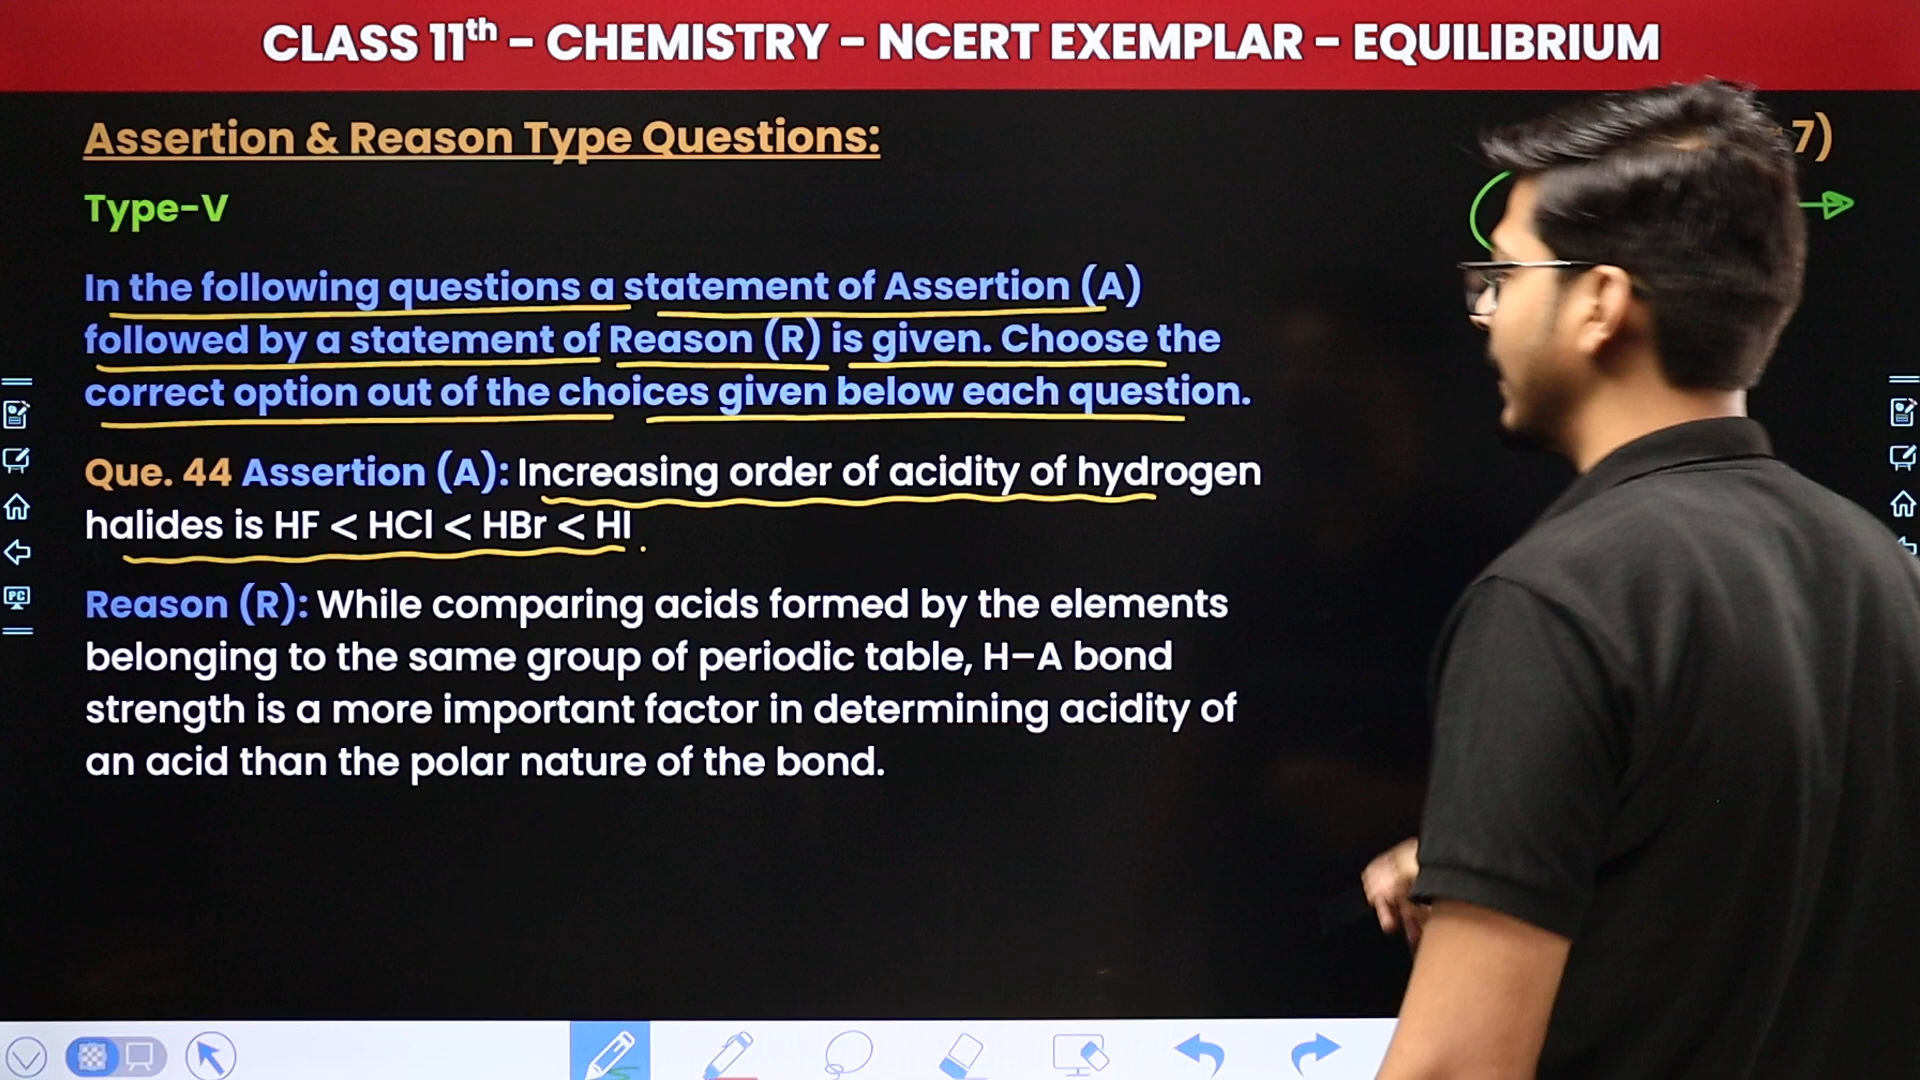 CLASS 11th - CHEMISTRY - NCERT EXEMPLAR - EQUILIBRIUM
Assertion & Reason Type Questions:
7)
Type-V
In the following questions a statement of Assertion (A)
followed by a statement of Reason (R) is given. Choose the
correct option out of the choices given below each question.
Que. 44 Assertion (A): Increasing order of acidity of hydrogen
halides is HF < HCl < HBr < HI
Reason (R): While comparing acids formed by the elements
belonging to the same group of periodic table, H–A bond
strength is a more important factor in determining acidity of
an acid than the polar nature of the bond.
PC